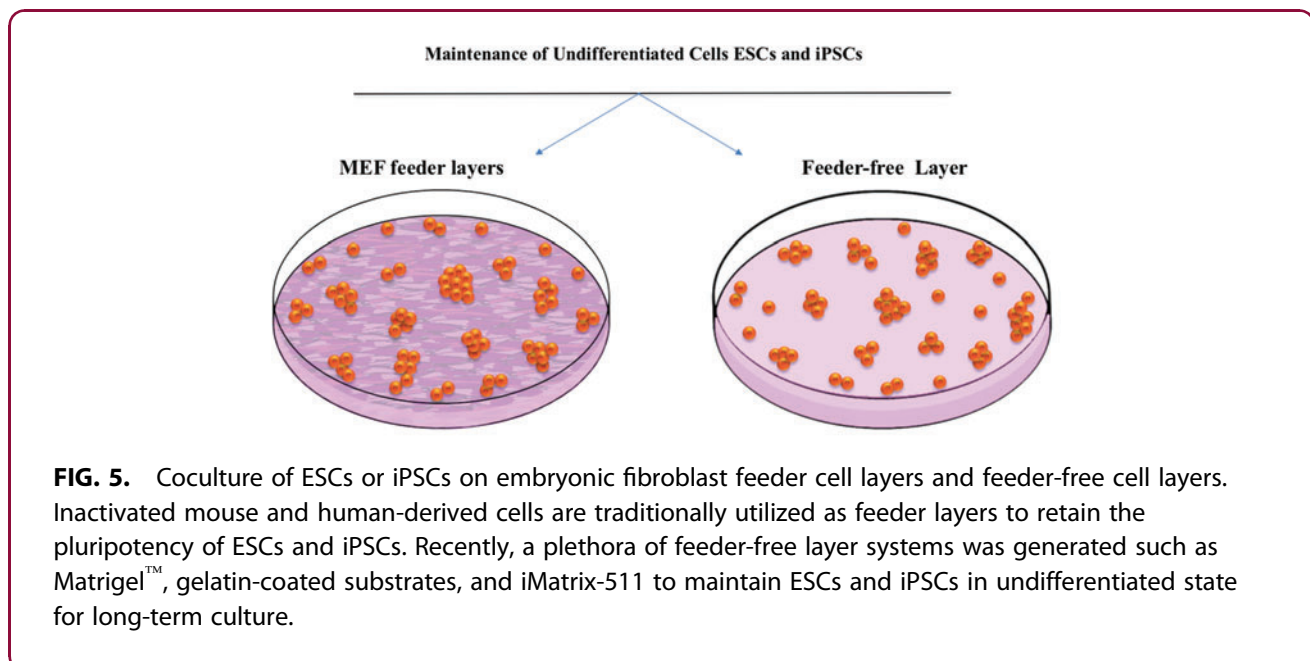 Maintenance of Undifferentiated Cells ESCs and iPSCs
MEF feeder layers
Feeder-free Layer
FIG. 5. Coculture of ESCs or iPSCs on embryonic fibroblast feeder cell layers and feeder-free cell layers.
Inactivated mouse and human-derived cells are traditionally utilized as feeder layers to retain the
pluripotency of ESCs and iPSCs. Recently, a plethora of feeder-free layer systems was generated such as
Matrigel™, gelatin-coated substrates, and iMatrix-511 to maintain ESCs and iPSCs in undifferentiated state
for long-term culture.